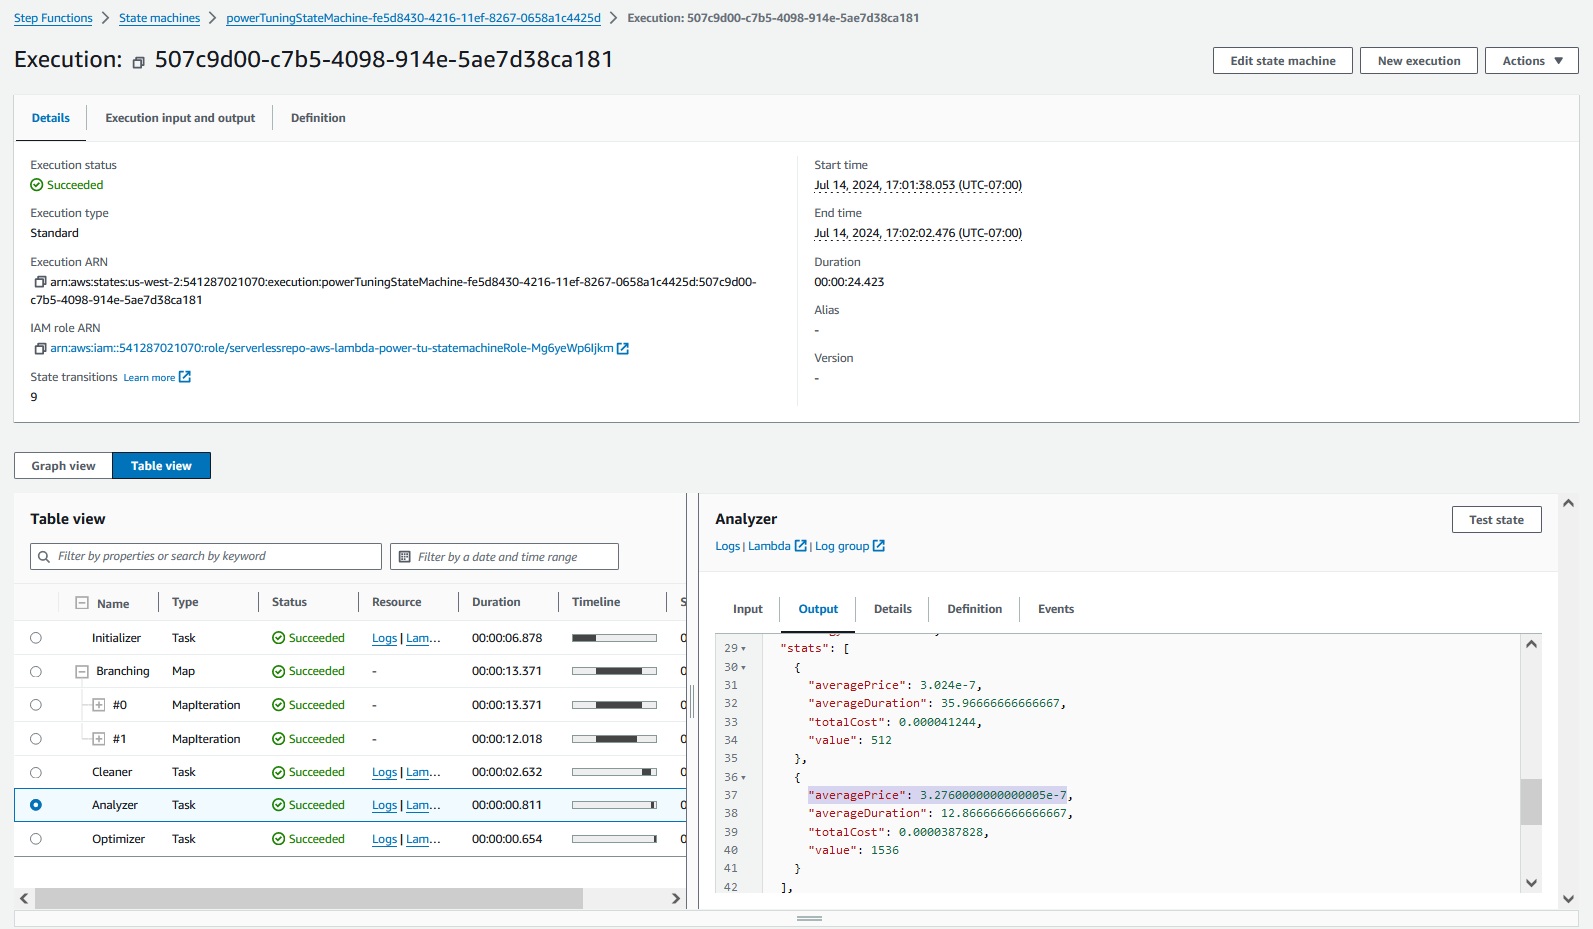 Step Functions > State machines > powerTuningStateMachine-fe5d8430-4216-11ef-8267-0658a1c4425d > Execution: 507c9d00-c7b5-4098-914e-5ae7d38ca181
Execution: 507c9d00-c7b5-4098-914e-5ae7d38ca181
Edit state machine
New execution
Actions
Details
Execution input and output
Definition
Execution status
Succeeded
Execution type
Standard
Execution ARN
arn:aws:states:us-west-2:541287021070:execution:powerTuningStateMachine-fe5d8430-4216-11ef-8267-0658a1c4425d:507c9d00-
c7b5-4098-914e-5ae7d38ca181
IAM role ARN
arn:aws:iam::541287021070:role/serverlessrepo-aws-lambda-power-tu-statemachineRole-Mg6yeWp6Ijkm
State transitions Learn more
9
Start time
Jul 14, 2024, 17:01:38.053 (UTC-07:00)
End time
Jul 14, 2024, 17:02:02.476 (UTC-07:00)
Duration
00:00:24.423
Alias
-
Version
-
Graph view
Table view
Table view
Filter by properties or search by keyword
Filter by a date and time range
Name Type Status Resource Duration Timeline S
Initializer Task Succeeded Logs | Lam... 00:00:06.878 0
Branching Map Succeeded - 00:00:13.371 0
#0 MapIteration Succeeded - 00:00:13.371 0
#1 MapIteration Succeeded - 00:00:12.018 0
Cleaner Task Succeeded Logs | Lam... 00:00:02.632 0
Analyzer Task Succeeded Logs | Lam... 00:00:00.811 0
Optimizer Task Succeeded Logs | Lam... 00:00:00.654 0
Analyzer
Test state
Logs | Lambda | Log group
Input
Output
Details
Definition
Events
29 "stats": [
30 {
31 "averagePrice": 3.024e-7,
32 "averageDuration": 35.96666666666667,
33 "totalCost": 0.000041244,
34 "value": 512
35 },
36 {
37 "averagePrice": 3.2760000000000005e-7,
38 "averageDuration": 12.866666666666667,
39 "totalCost": 0.0000387828,
40 "value": 1536
41 }
42 ],